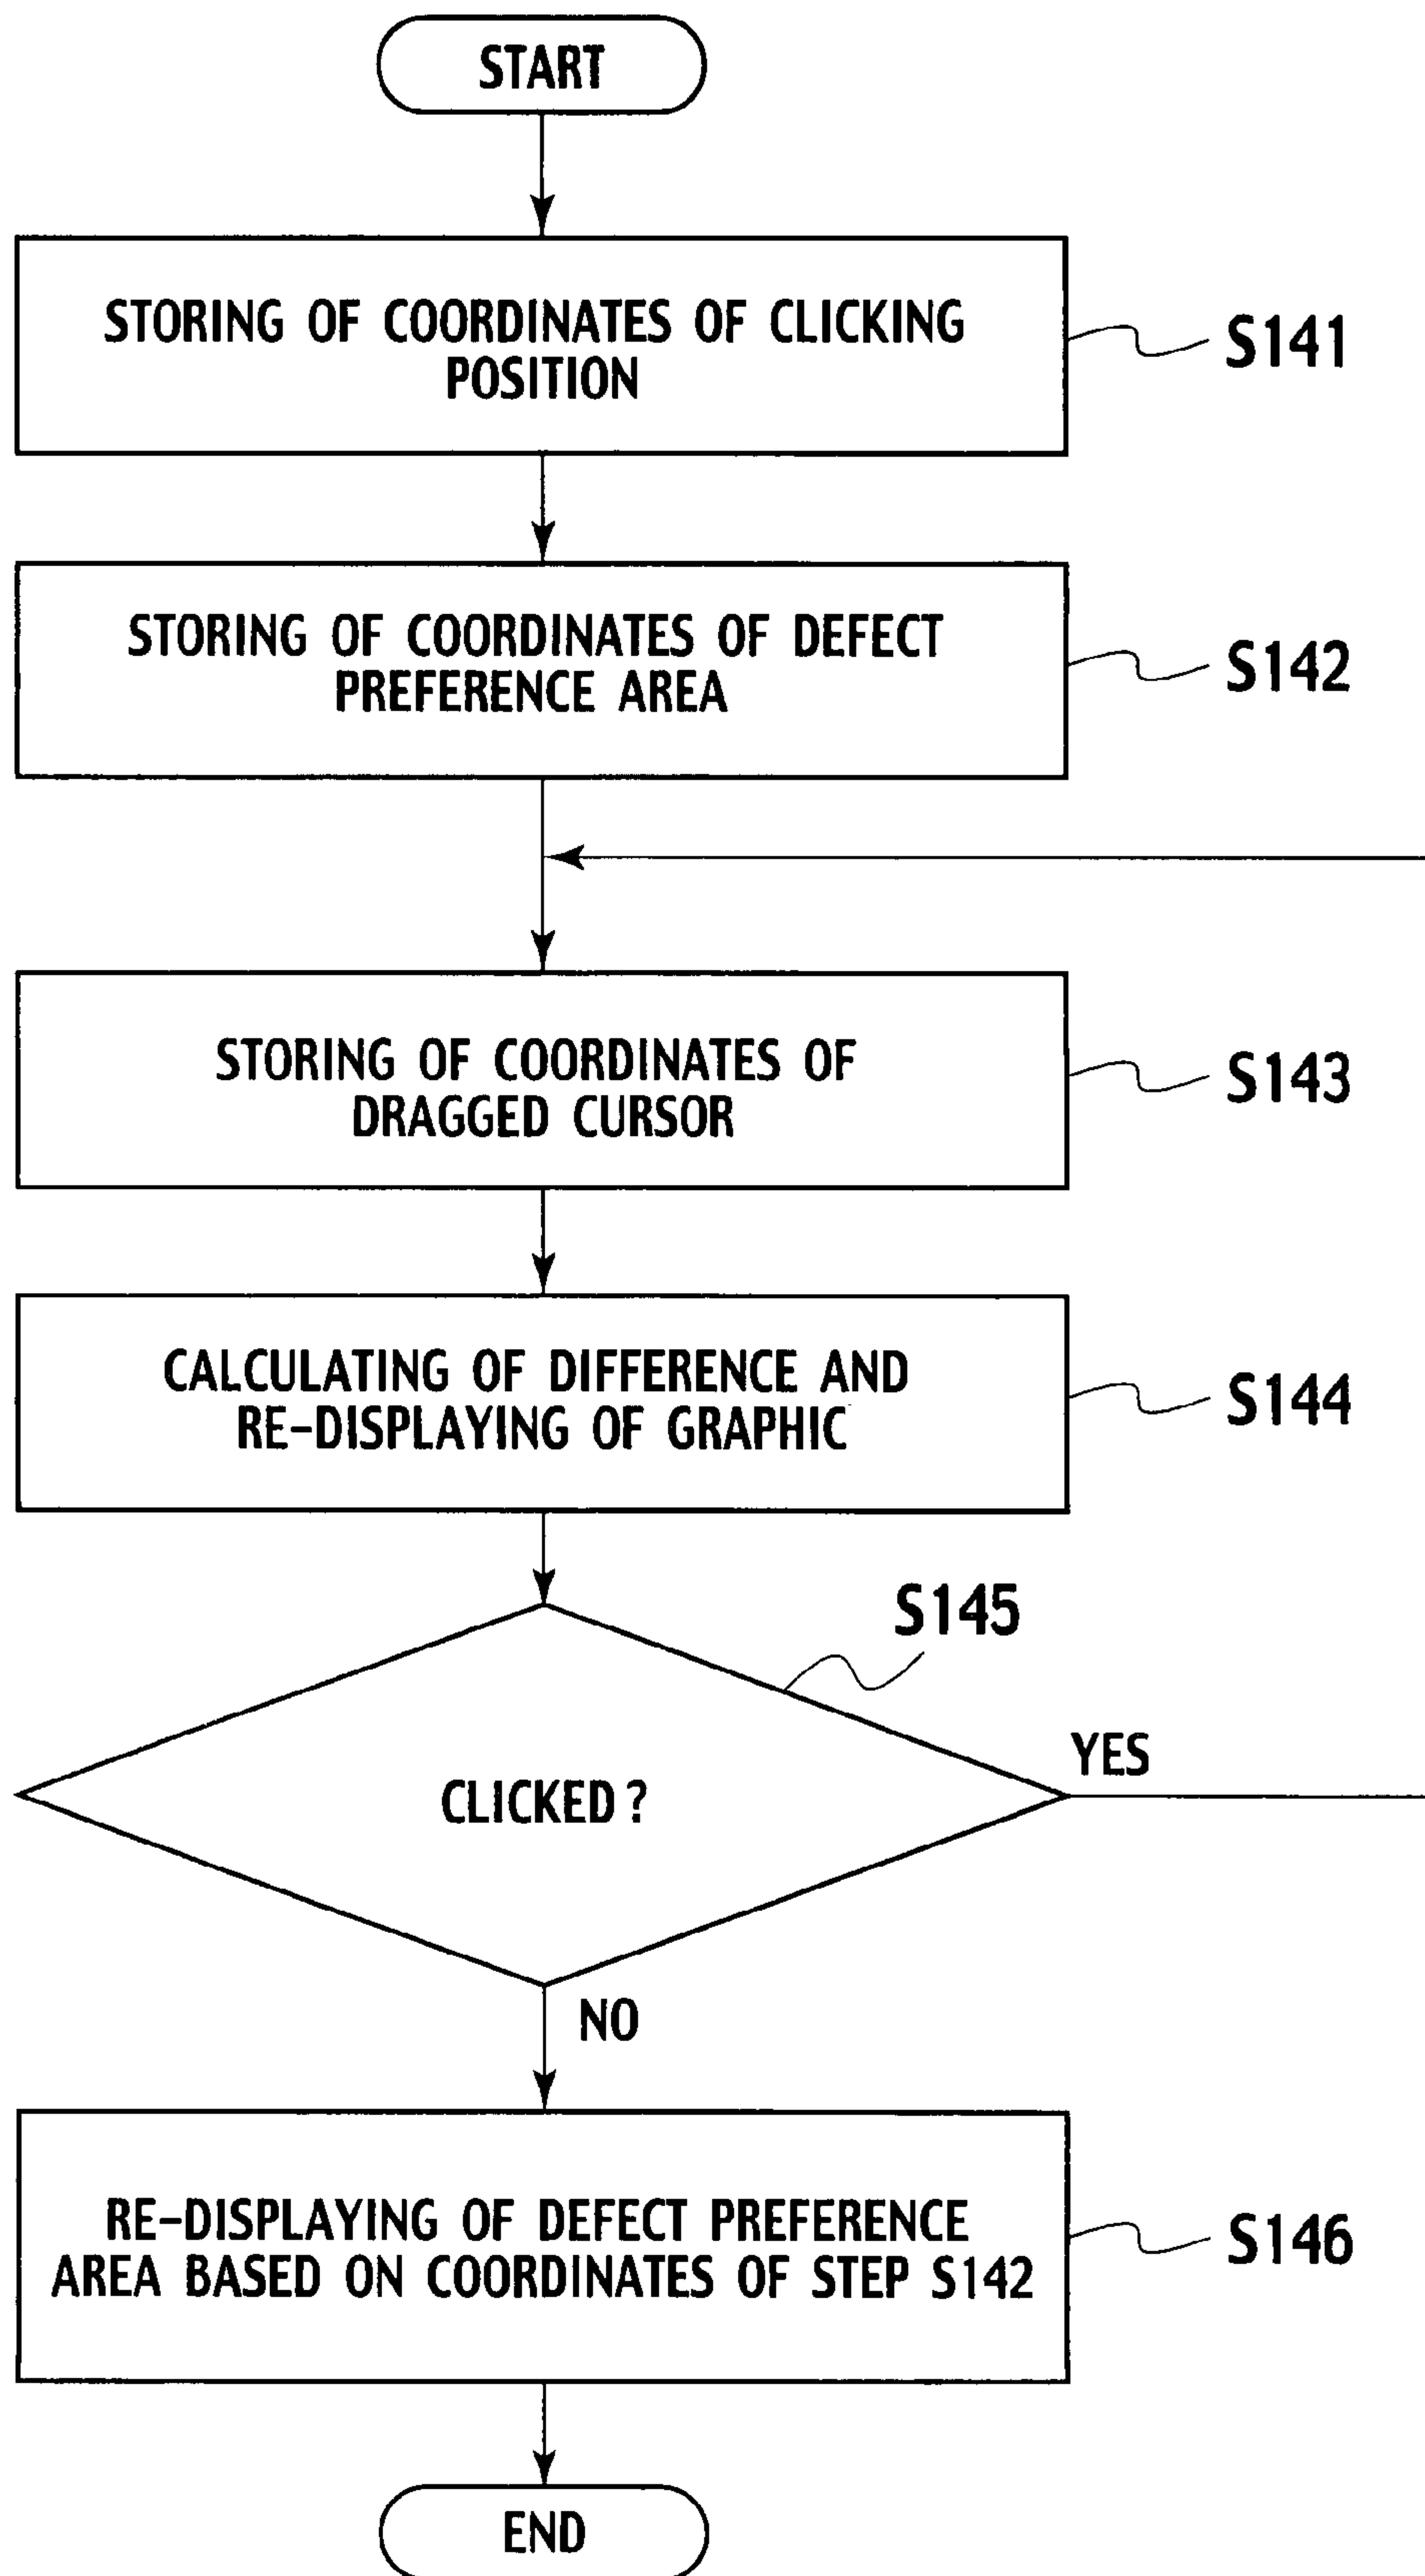 START
STORING OF COORDINATES OF CLICKING
POSITION
S141
STORING OF COORDINATES OF DEFECT
PREFERENCE AREA
S142
STORING OF COORDINATES OF
DRAGGED CURSOR
S143
CALCULATING OF DIFFERENCE AND
RE-DISPLAYING OF GRAPHIC
S144
S145
CLICKED?
YES
NO
RE-DISPLAYING OF DEFECT PREFERENCE
AREA BASED ON COORDINATES OF STEP S142
S146
END